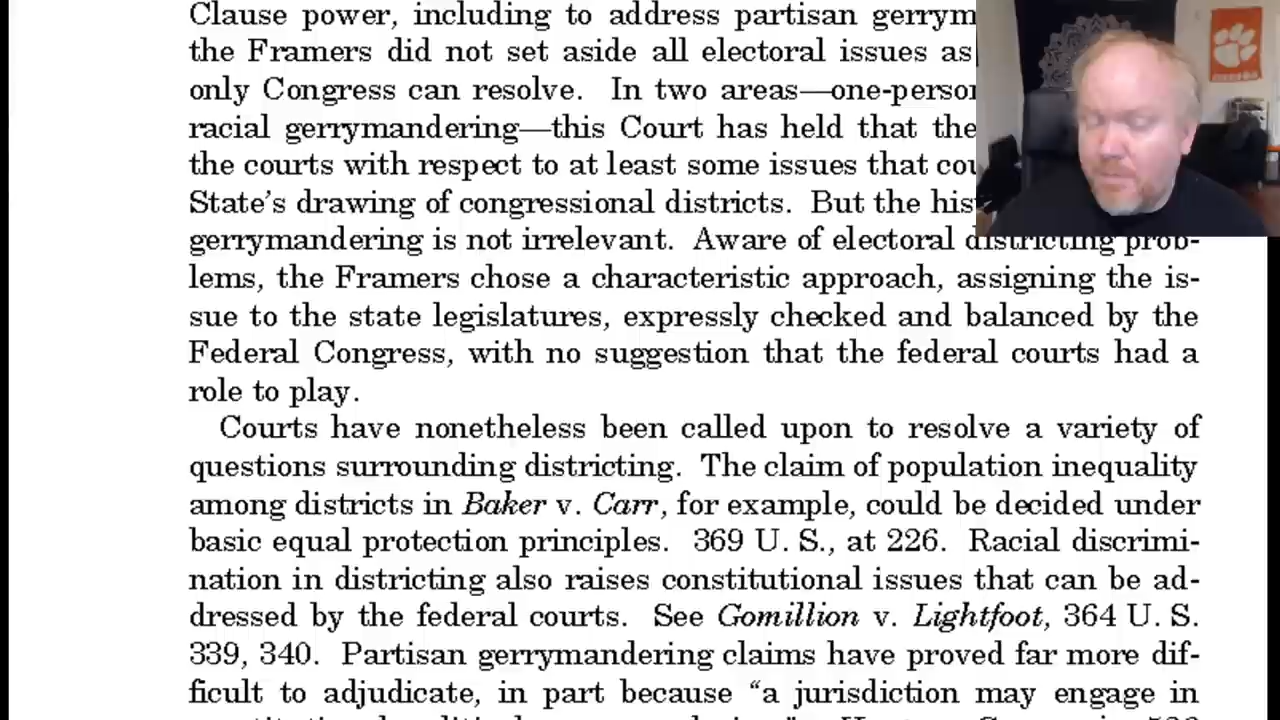 Clause power, including to address partisan gerrym
the Framers did not set aside all electoral issues as
only Congress can resolve. In two areas—one-person
racial gerrymandering—this Court has held that the
the courts with respect to at least some issues that cou
State’s drawing of congressional districts. But the his
gerrymandering is not irrelevant. Aware of electoral districting prob-
lems, the Framers chose a characteristic approach, assigning the is-
sue to the state legislatures, expressly checked and balanced by the
Federal Congress, with no suggestion that the federal courts had a
role to play.
Courts have nonetheless been called upon to resolve a variety of
questions surrounding districting. The claim of population inequality
among districts in Baker v. Carr, for example, could be decided under
basic equal protection principles. 369 U. S., at 226. Racial discrimi-
nation in districting also raises constitutional issues that can be ad-
dressed by the federal courts. See Gomillion v. Lightfoot, 364 U. S.
339, 340. Partisan gerrymandering claims have proved far more dif-
ficult to adjudicate, in part because “a jurisdiction may engage in